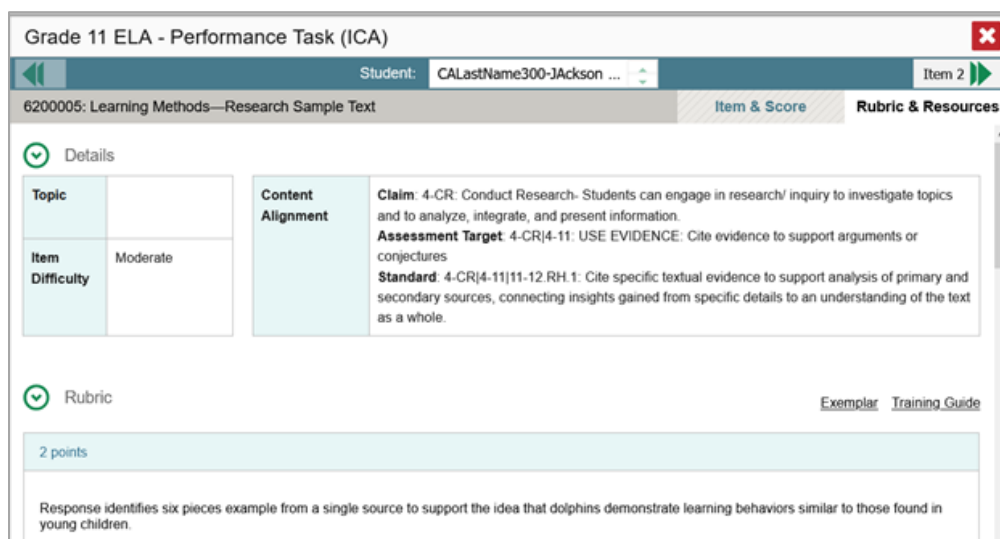 Grade 11 ELA - Performance Task (ICA)
Student: CALastName300-JAckson ... Item 2
6200005: Learning Methods—Research Sample Text Item & Score Rubric & Resources
Details
Topic
Item Difficulty Moderate
Content Alignment
Claim: 4-CR: Conduct Research- Students can engage in research/ inquiry to investigate topics
and to analyze, integrate, and present information.
Assessment Target: 4-CR|4-11: USE EVIDENCE: Cite evidence to support arguments or
conjectures
Standard: 4-CR|4-11|11-12.RH.1: Cite specific textual evidence to support analysis of primary and
secondary sources, connecting insights gained from specific details to an understanding of the text
as a whole.
Rubric Exemplar Training Guide
2 points
Response identifies six pieces example from a single source to support the idea that dolphins demonstrate learning behaviors similar to those found in
young children.